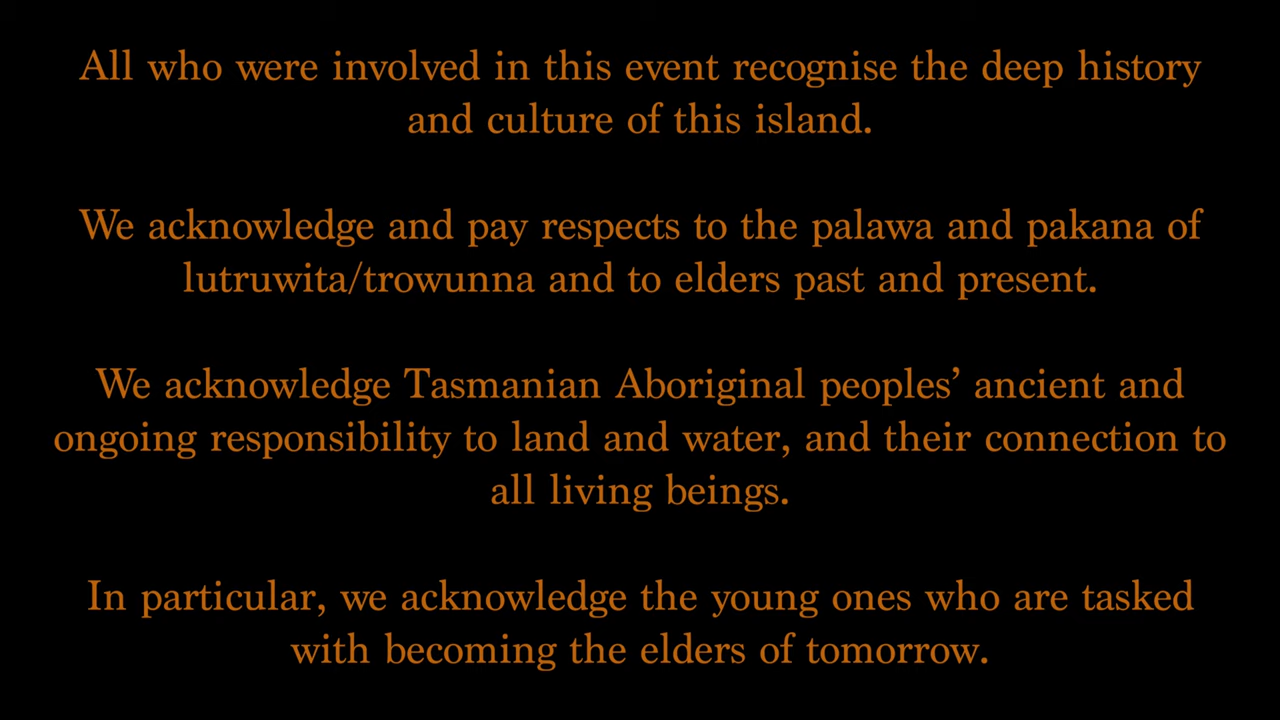 All who were involved in this event recognise the deep history
and culture of this island.
We acknowledge and pay respects to the palawa and pakana of
lutruwita/trowunna and to elders past and present.
We acknowledge Tasmanian Aboriginal peoples’ ancient and
ongoing responsibility to land and water, and their connection to
all living beings.
In particular, we acknowledge the young ones who are tasked
with becoming the elders of tomorrow.